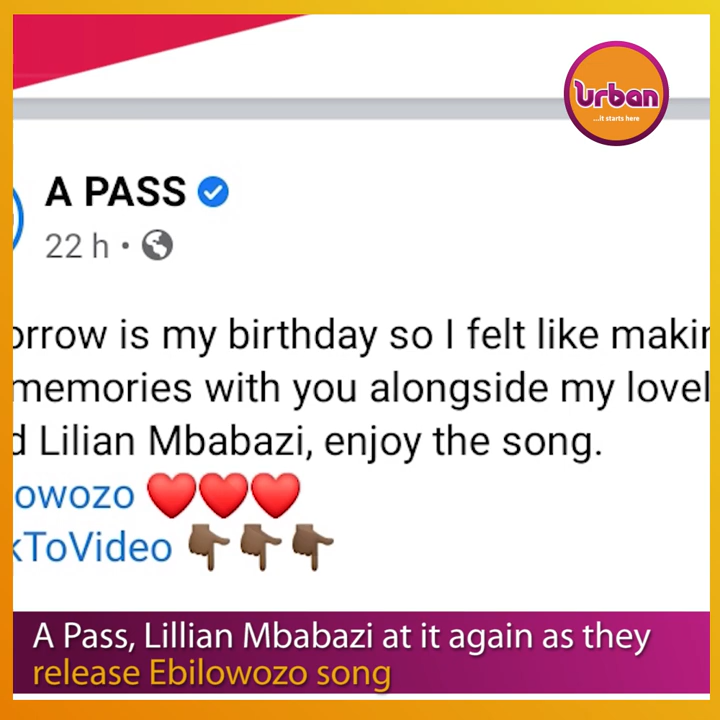 Urban
...it starts here
A PASS
22 h •
orrow is my birthday so I felt like makin
memories with you alongside my lovel
d Lilian Mbabazi, enjoy the song.
owozo ❤️❤️❤️
kToVideo 👇🏾👇🏾👇🏾
A Pass, Lillian Mbabazi at it again as they
release Ebilowozo song